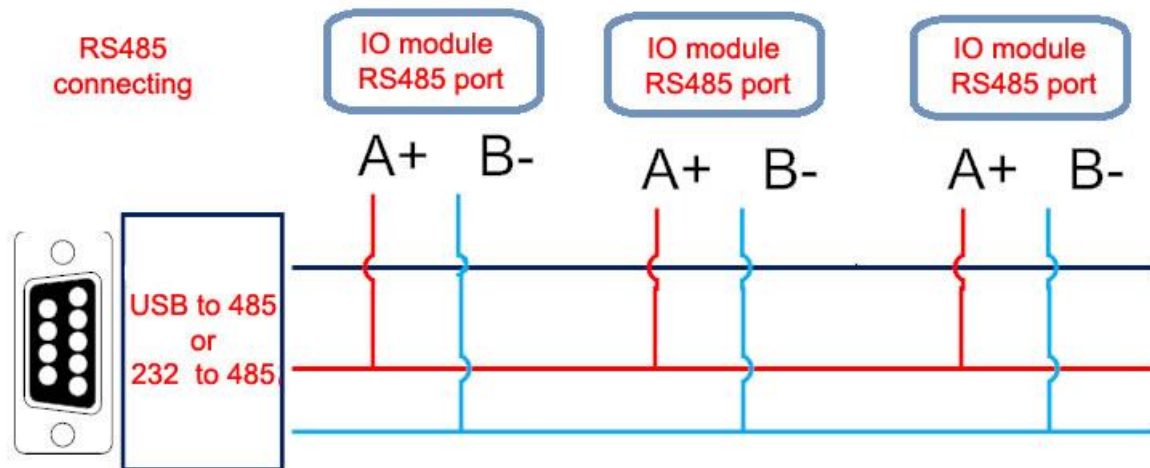 RS485
connecting
IO module
RS485 port
IO module
RS485 port
IO module
RS485 port
A+ B-
A+ B-
A+ B-
USB to 485
or
232 to 485